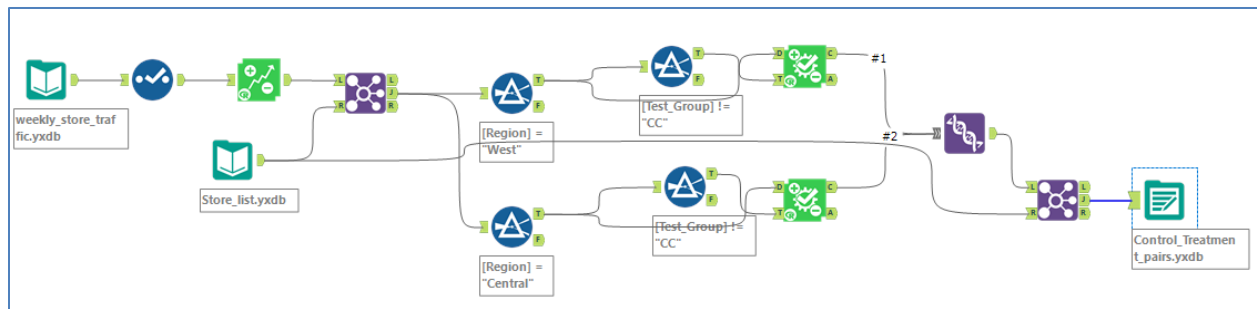 T
F
[Test_Group] !=
"CC"
D
T
C
A
#1
weekly_store_traf
fic.yxdb
L
R
L
J
R
T
F
[Region] =
"West"
#2
Store_list.yxdb
T
F
[Test_Group] !=
"CC"
D
T
C
A
L
R
L
J
R
T
F
[Region] =
"Central"
Control_Treatmen
t_pairs.yxdb